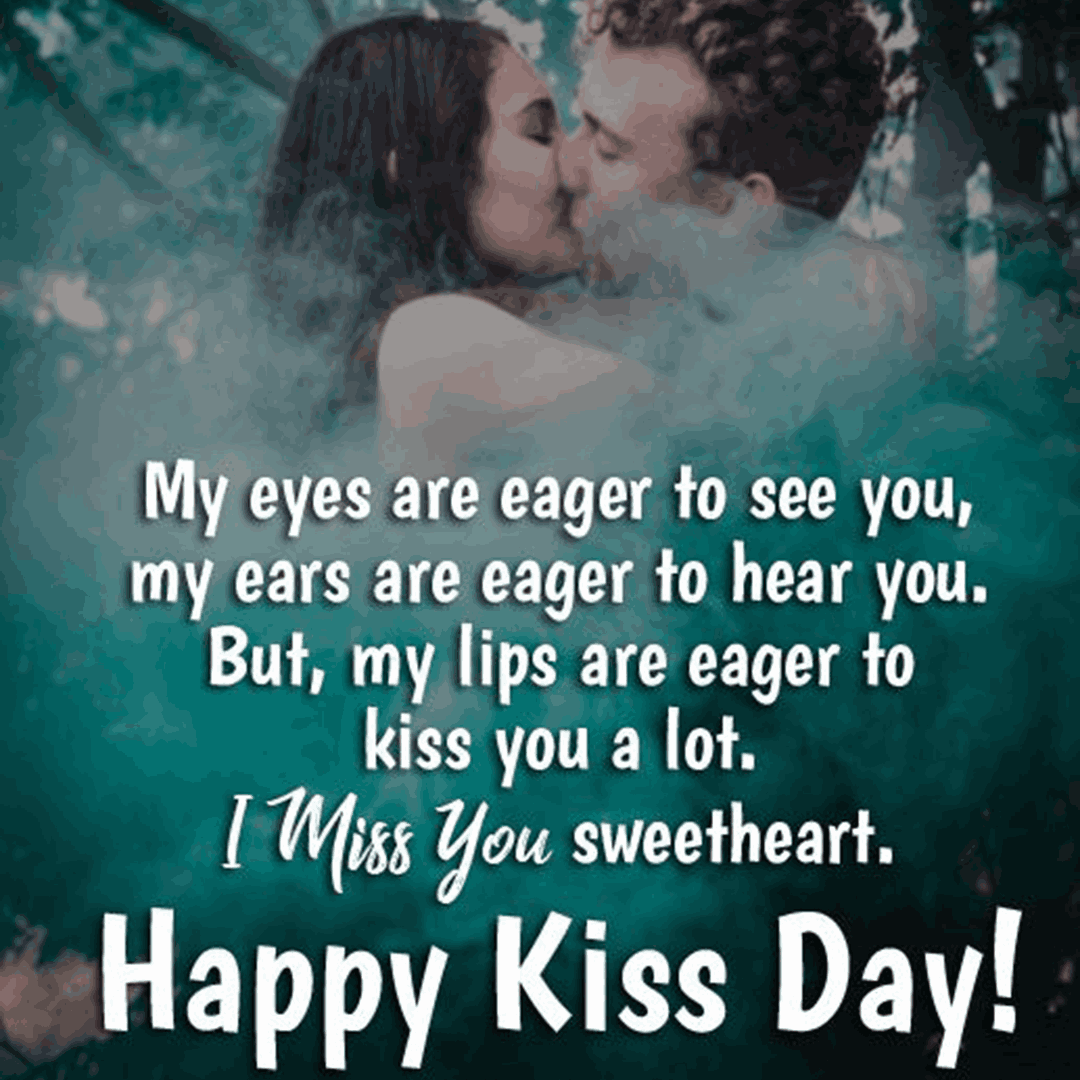 My eyes are eager to see you,
my ears are eager to hear you.
But, my lips are eager to
kiss you a lot.
I Miss You sweetheart.
Happy Kiss Day!